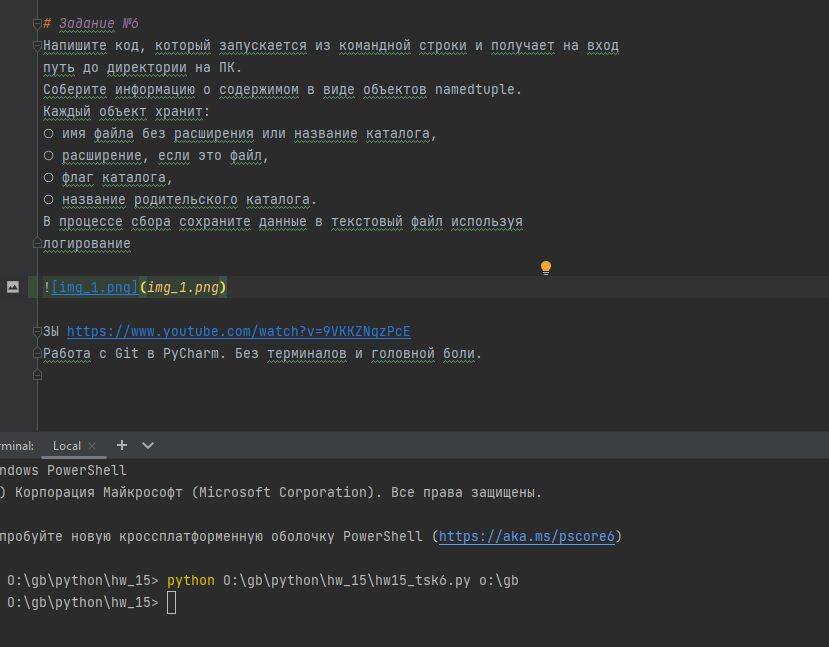 # Задание №6
Напишите код, который запускается из командной строки и получает на вход
путь до директории на ПК.
Соберите информацию о содержимом в виде объектов namedtuple.
Каждый объект хранит:
○ имя файла без расширения или название каталога,
○ расширение, если это файл,
○ флаг каталога,
○ название родительского каталога.
В процессе сбора сохраните данные в текстовый файл используя
логирование
![img_1.png](img_1.png)
ЗЫ https://www.youtube.com/watch?v=9VKKZNqzPcE
Работа с Git в PyCharm. Без терминалов и головной боли.
rminal: Local
ndows PowerShell
) Корпорация Майкрософт (Microsoft Corporation). Все права защищены.
пробуйте новую кроссплатформенную оболочку PowerShell (https://aka.ms/pscore6)
O:\gb\python\hw_15> python O:\gb\python\hw_15\hw15_tsk6.py o:\gb
O:\gb\python\hw_15>